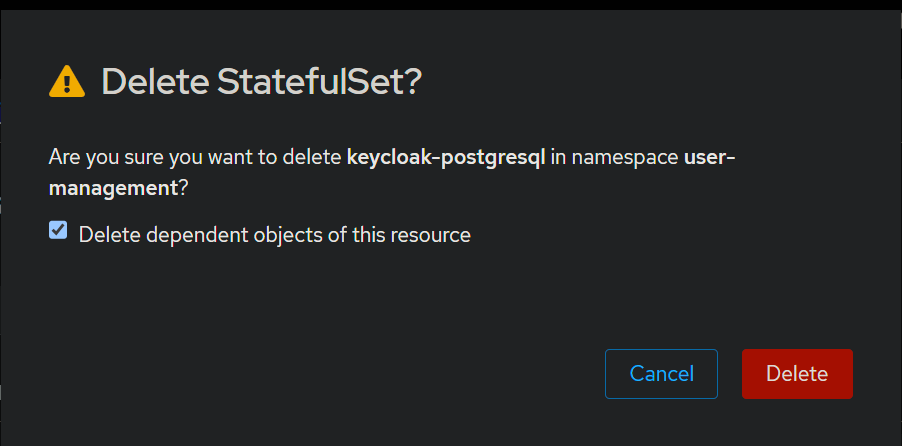 Delete StatefulSet?
Are you sure you want to delete keycloak-postgresql in namespace user-
management?
Delete dependent objects of this resource
Cancel Delete